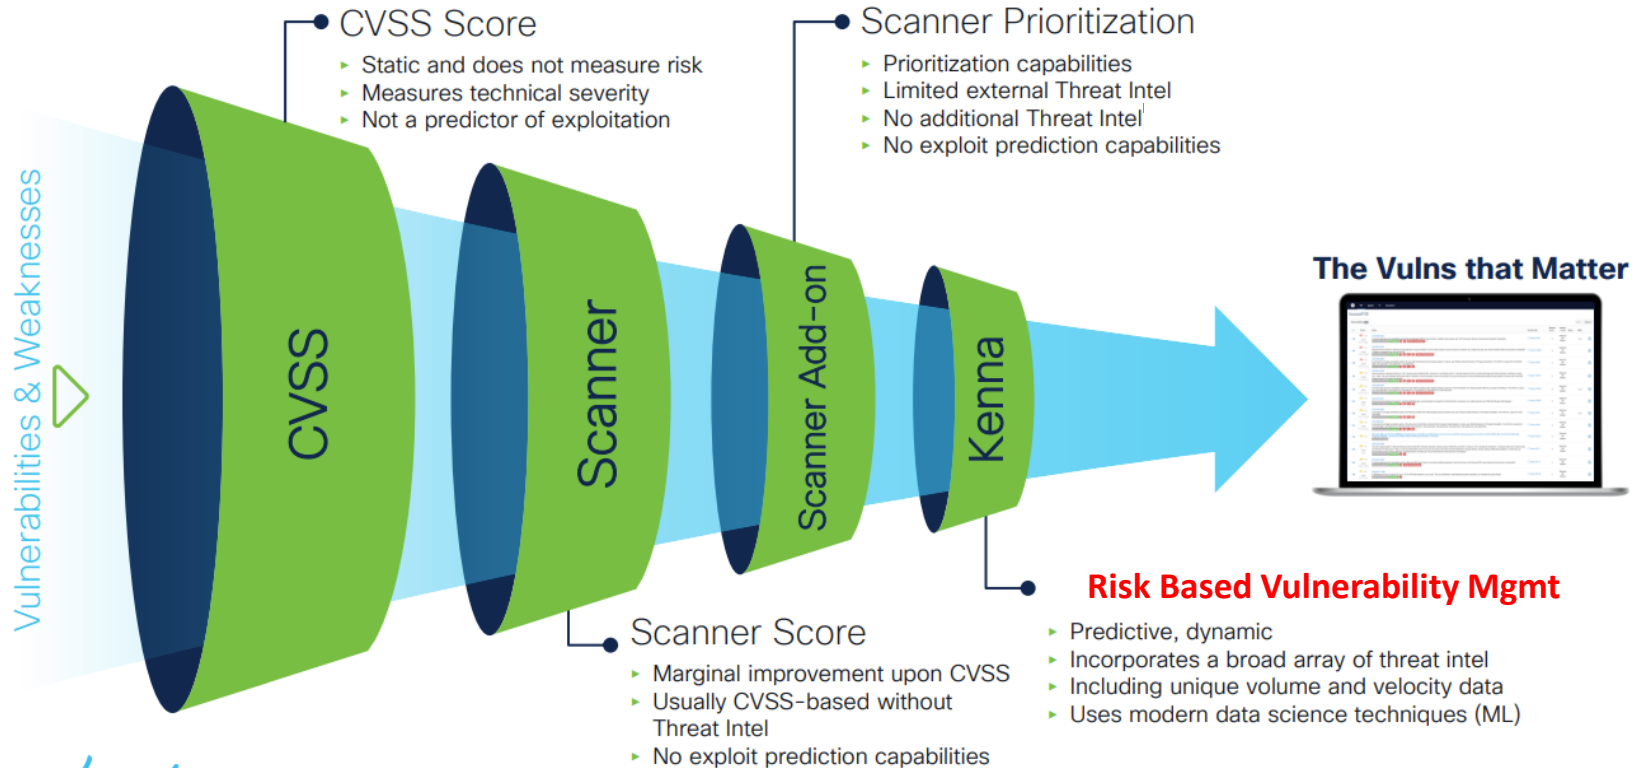 CVSS Score
Static and does not measure risk
Measures technical severity
Not a predictor of exploitation
Scanner Prioritization
Prioritization capabilities
Limited external Threat Intel
No additional Threat Intel
No exploit prediction capabilities
Vulnerabilities & Weaknesses
CVSS
Scanner
Scanner Add-on
Kenna
The Vulns that Matter
Scanner Score
Marginal improvement upon CVSS
Usually CVSS-based without
Threat Intel
No exploit prediction capabilities
Risk Based Vulnerability Mgmt
Predictive, dynamic
Incorporates a broad array of threat intel
Including unique volume and velocity data
Uses modern data science techniques (ML)